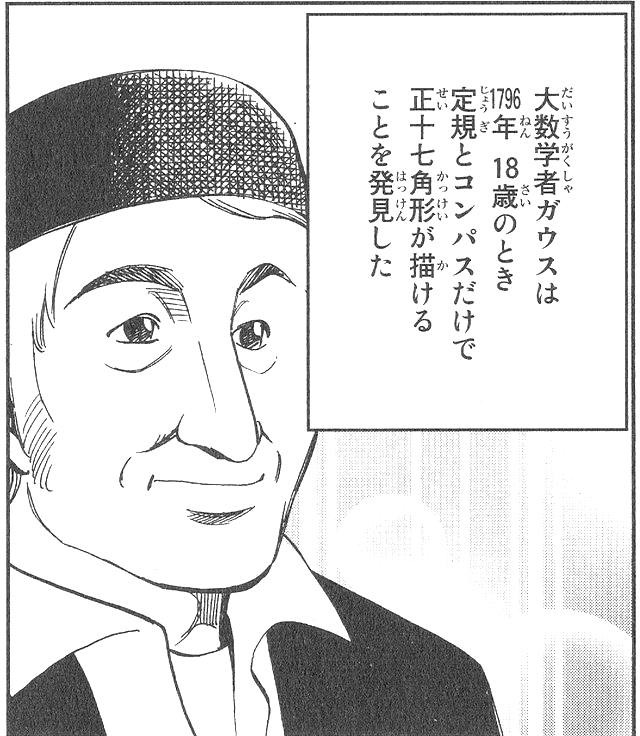 大数学者ガウスは
1796年 18歳のとき
定規とコンパスだけで
正十七角形が描ける
ことを発見した